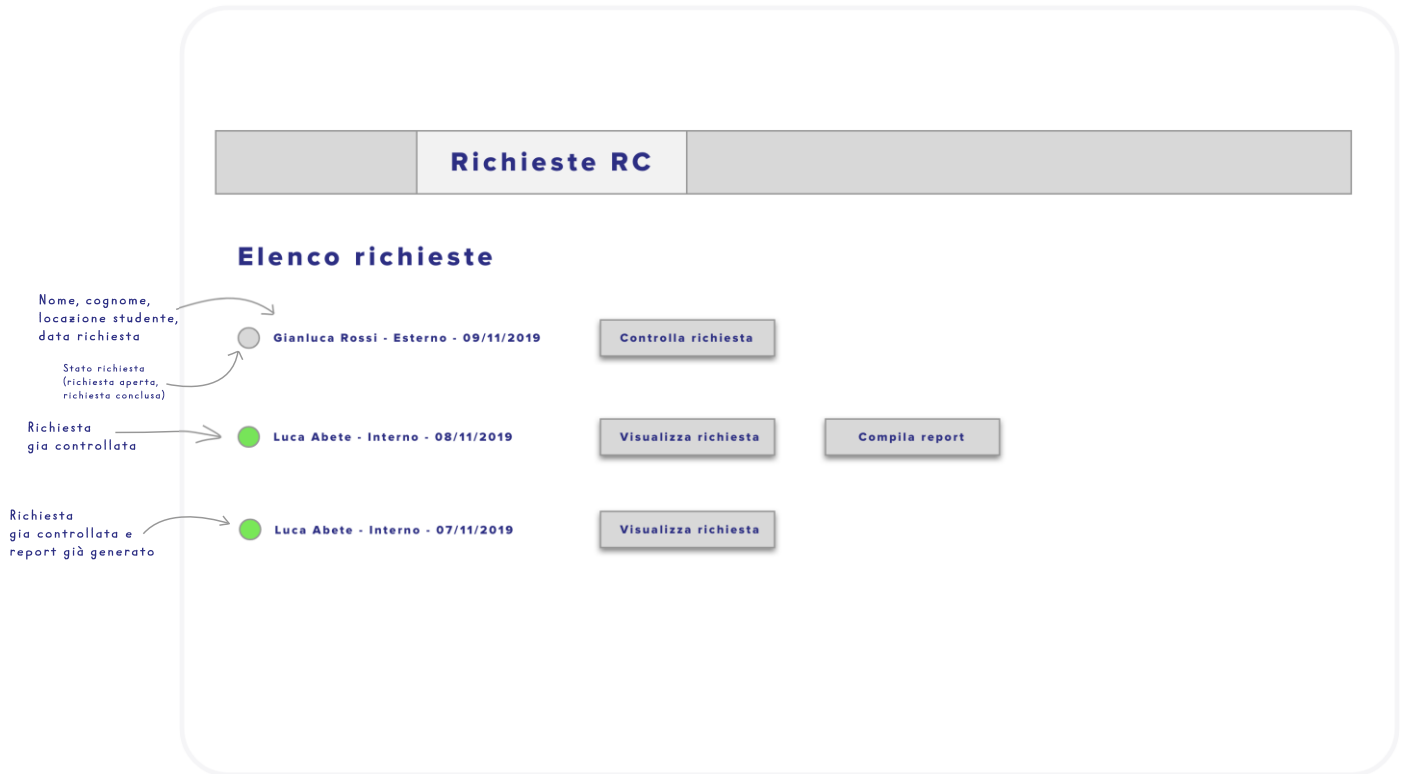 Richieste RC
Elenco richieste
Nome, cognome,
locazione studente,
data richiesta
Gianluca Rossi - Esterno - 09/11/2019
Controlla richiesta
Stato richiesta
(richiesta aperta,
richiesta conclusa)
Richiesta
gia controllata
Luca Abete - Interno - 08/11/2019
Visualizza richiesta
Compila report
Richiesta
gia controllata e
report già generato
Luca Abete - Interno - 07/11/2019
Visualizza richiesta